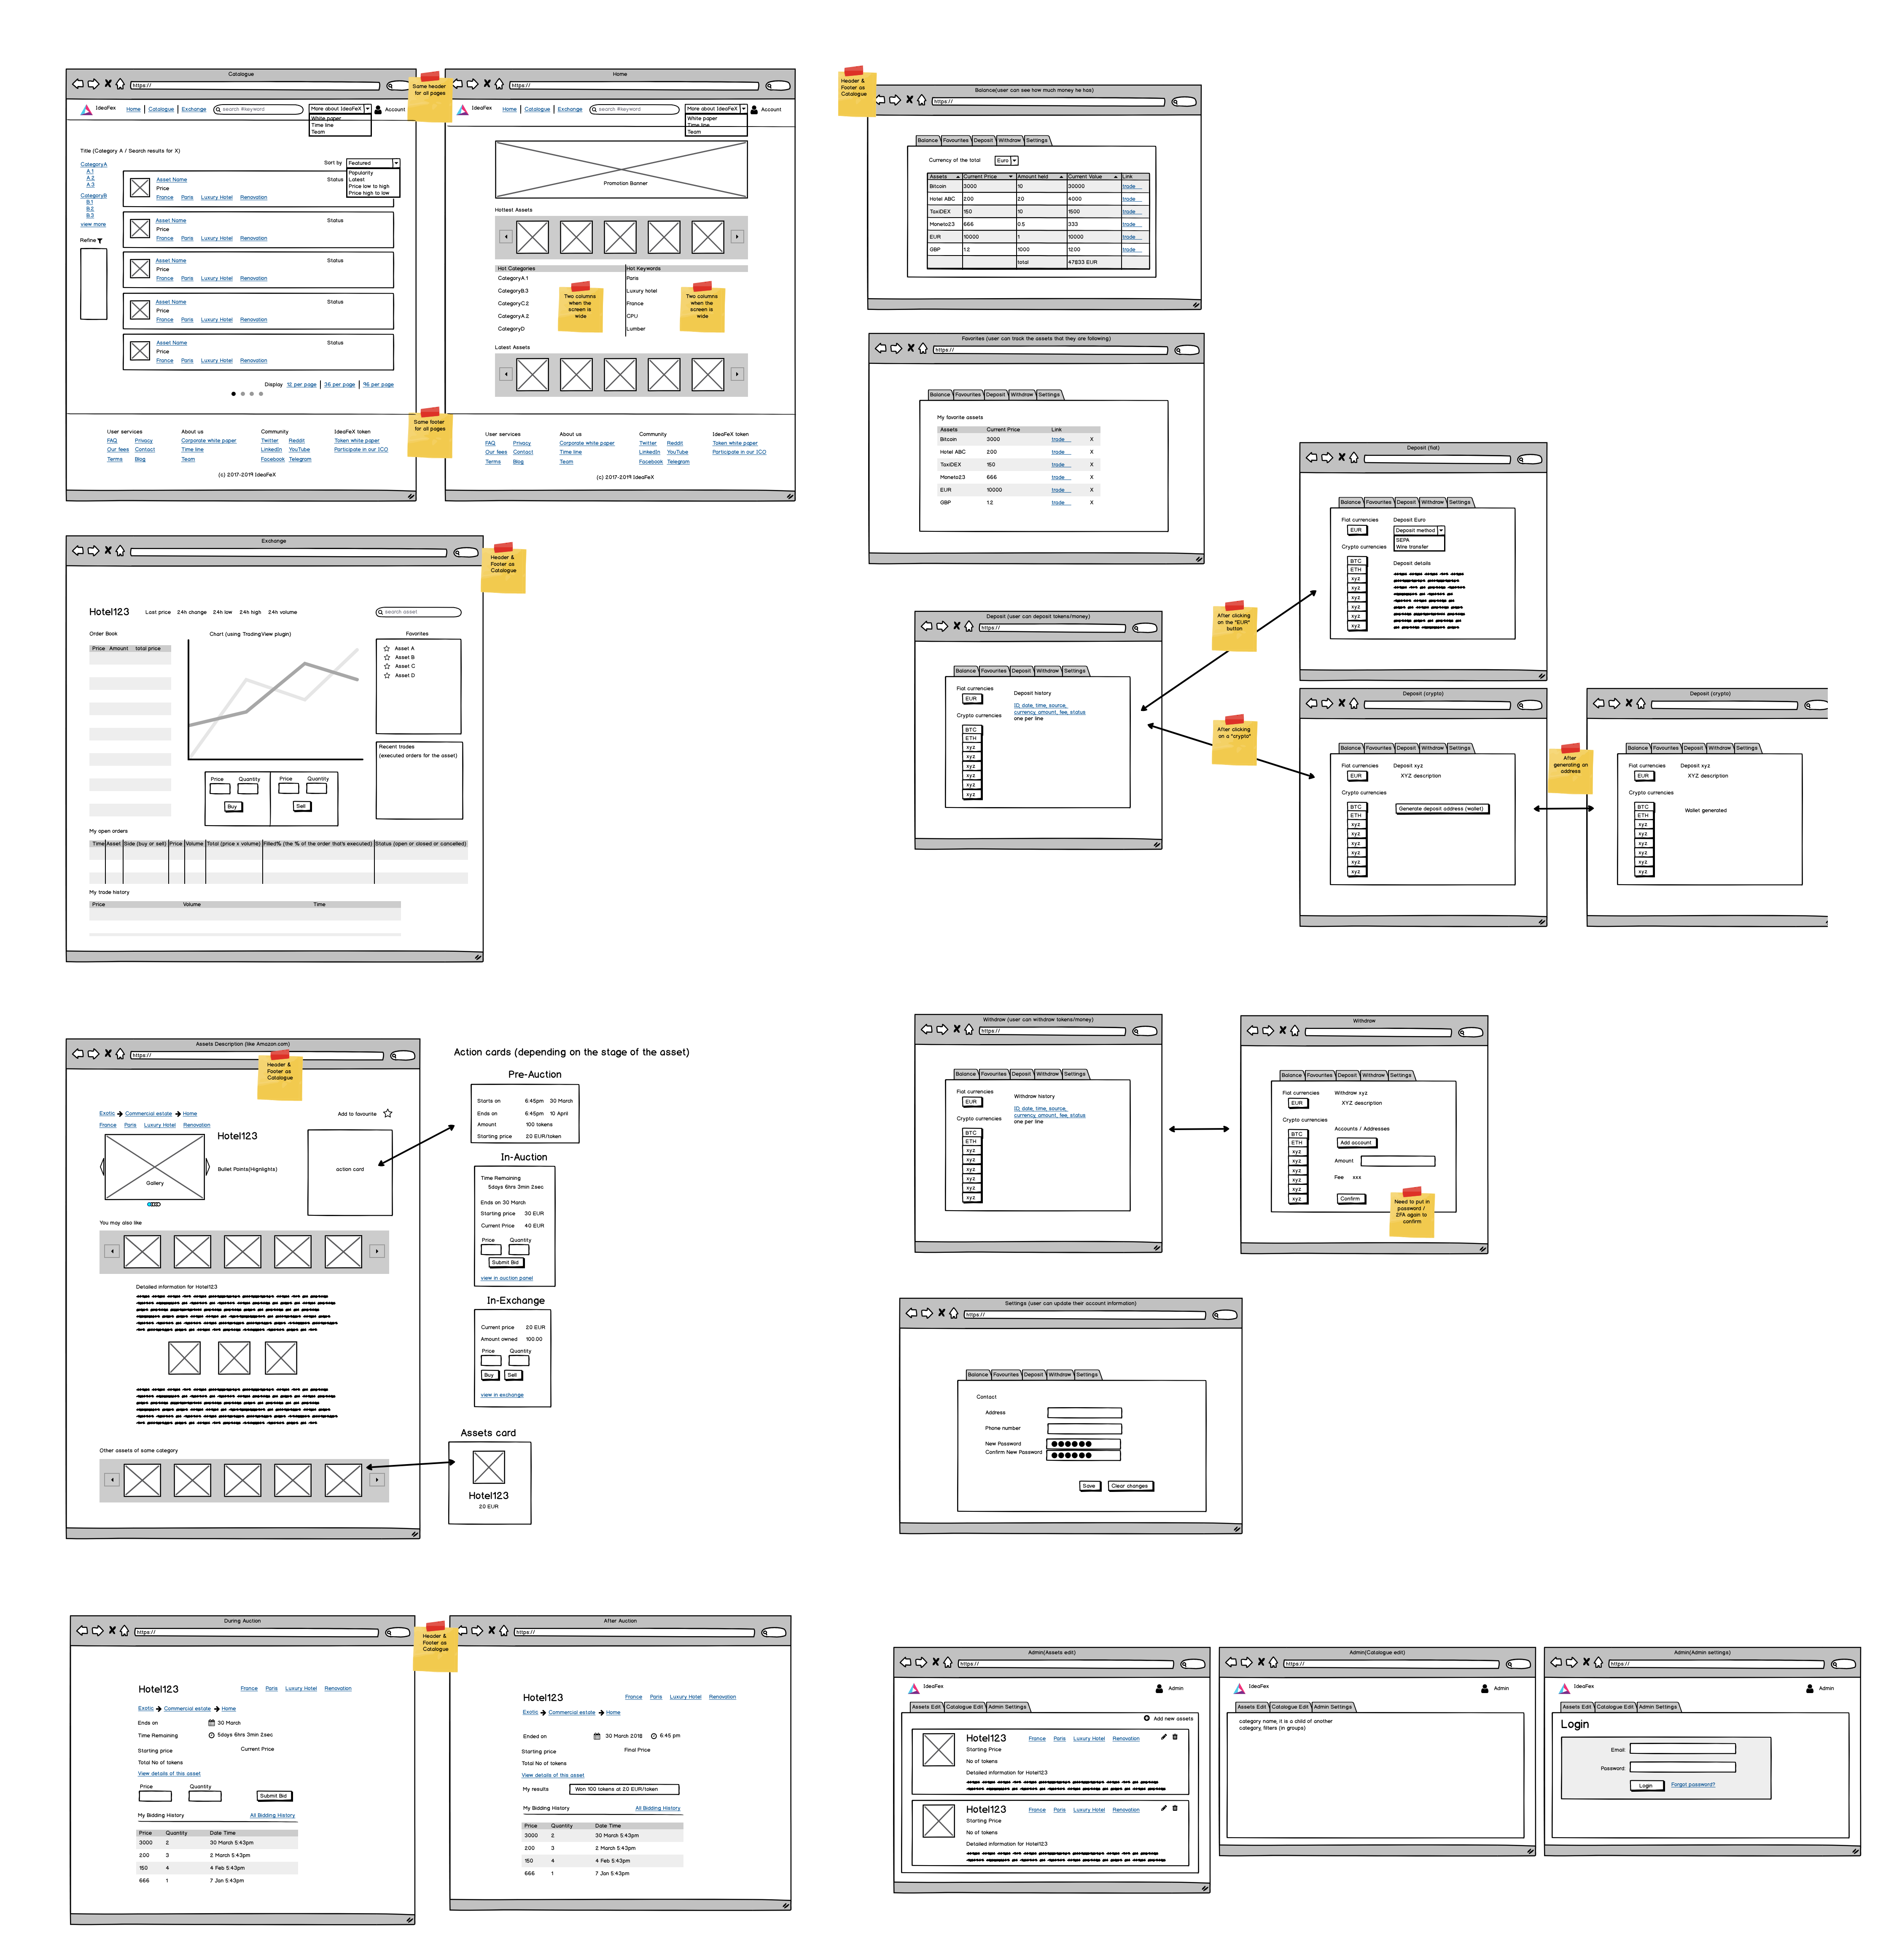 Catalogue
https://
IdeaFex
Home | Catalogue | Exchange
search #keyword
More about IdeaFeX
White paper
Time line
Team
Account
Same header for all pages
Title (Category A / Search results for X)
Sort by Featured
Popularity
Latest
Price low to high
Price high to low
CategoryA
A.1
A.2
A.3
CategoryB
B.1
B.2
B.3
view more
Refine
Asset Name Status
Price
France Paris Luxury Hotel Renovation
Asset Name Status
Price
France Paris Luxury Hotel Renovation
Asset Name Status
Price
France Paris Luxury Hotel Renovation
Asset Name Status
Price
France Paris Luxury Hotel Renovation
Asset Name Status
Price
France Paris Luxury Hotel Renovation
Display 12 per page | 36 per page | 96 per page
Same footer for all pages
User services About us Community IdeaFeX token
FAQ Privacy Corporate white paper Twitter Reddit Token white paper
Our fees Contact Time line LinkedIn YouTube Participate in our ICO
Terms Blog Team Facebook Telegram
(c) 2017-2019 IdeaFeX
Home
https://
IdeaFex
Home | Catalogue | Exchange
search #keyword
More about IdeaFeX
White paper
Time line
Team
Account
Promotion Banner
Hottest Assets
Hot Categories Hot Keywords
CategoryA.1 Paris
CategoryB.3 Luxury hotel
CategoryC.2 France
CategoryA.2 CPU
CategoryD Lumber
Two columns when the screen is wide
Two columns when the screen is wide
Latest Assets
User services About us Community IdeaFeX token
FAQ Privacy Corporate white paper Twitter Reddit Token white paper
Our fees Contact Time line LinkedIn YouTube Participate in our ICO
Terms Blog Team Facebook Telegram
(c) 2017-2019 IdeaFeX
Header & Footer as Catalogue
Balance(user can see how much money he has)
https://
Balance Favourites Deposit Withdraw Settings
Currency of the total Euro
Assets Current Price Amount held Current Value Link
Bitcoin 3000 10 30000 trade
Hotel ABC 200 20 4000 trade
TaxiDEX 150 10 1500 trade
Moneto23 666 0.5 333 trade
EUR 10000 1 10000 trade
GBP 1.2 1000 1200 trade
total 47833 EUR
Favorites (user can track the assets that they are following)
https://
Balance Favourites Deposit Withdraw Settings
My favorite assets
Assets Current Price Link
Bitcoin 3000 trade X
Hotel ABC 200 trade X
TaxiDEX 150 trade X
Moneto23 666 trade X
EUR 10000 trade X
GBP 1.2 trade X
Exchange
Header & Footer as Catalogue
Hotel123 Last price 24h change 24h low 24h high 24h volume
search asset
Order Book
Price Amount total price
Chart (using TradingView plugin)
Favorites
Asset A
Asset B
Asset C
Asset D
Recent trades
(executed orders for the asset)
Price Quantity
Buy
Price Quantity
Sell
My open orders
Time Asset Side (buy or sell) Price Volume Total (price x volume) Filled% (the % of the order that's executed) Status (open or closed or cancelled)
My trade history
Price Volume Time
Deposit (user can deposit tokens/money)
https://
Balance Favourites Deposit Withdraw Settings
Fiat currencies
EUR
Crypto currencies
BTC
ETH
xyz
xyz
xyz
xyz
xyz
xyz
Deposit history
ID, date, time, source,
currency, amount, fee, status
one per line
After clicking on the "EUR" button
After clicking on a "crypto"
Deposit (fiat)
Balance Favourites Deposit Withdraw Settings
Fiat currencies
EUR
Crypto currencies
BTC
ETH
xyz
xyz
xyz
xyz
xyz
xyz
Deposit Euro
Deposit method
SEPA
Wire transfer
Deposit details
Deposit (crypto)
Balance Favourites Deposit Withdraw Settings
Fiat currencies
EUR
Crypto currencies
BTC
ETH
xyz
xyz
xyz
xyz
xyz
xyz
Deposit xyz
XYZ description
Generate deposit address (wallet)
After generating an address
Deposit (crypto)
Balance Favourites Deposit Withdraw Settings
Fiat currencies
EUR
Crypto currencies
BTC
ETH
xyz
xyz
xyz
xyz
xyz
xyz
Deposit xyz
XYZ description
Wallet generated
Assets Description (like Amazon.com)
https://
Header & Footer as Catalogue
Exotic Commercial estate Home
France Paris Luxury Hotel Renovation
Add to favourite
Hotel123
Gallery
Bullet Points(Highlights)
action card
You may also like
Detailed information for Hotel123
Other assets of same category
Action cards (depending on the stage of the asset)
Pre-Auction
Starts on 6:45pm 30 March
Ends on 6:45pm 10 April
Amount 100 tokens
Starting price 20 EUR/token
In-Auction
Time Remaining
5days 6hrs 3min 2sec
Ends on 30 March
Starting price 30 EUR
Current Price 40 EUR
Price Quantity
Submit Bid
view in auction panel
In-Exchange
Current price 20 EUR
Amount owned 100.00
Price Quantity
Buy Sell
view in exchange
Assets card
Hotel123
20 EUR
Withdraw (user can withdraw tokens/money)
https://
Balance Favourites Deposit Withdraw Settings
Fiat currencies
EUR
Crypto currencies
BTC
ETH
xyz
xyz
xyz
xyz
xyz
xyz
Withdraw history
ID, date, time, source,
currency, amount, fee, status
one per line
Withdraw
Balance Favourites Deposit Withdraw Settings
Fiat currencies
EUR
Crypto currencies
BTC
ETH
xyz
xyz
xyz
xyz
xyz
xyz
Withdraw xyz
XYZ description
Accounts / Addresses
Add account
Amount
Fee xxx
Confirm
Need to put in password / 2FA again to confirm
Settings (user can update their account information)
https://
Balance Favourites Deposit Withdraw Settings
Contact
Address
Phone number
New Password
Confirm New Password
Save Clear changes
During Auction
https://
Hotel123 France Paris Luxury Hotel Renovation
Exotic Commercial estate Home
Ends on 30 March
Time Remaining 5days 6hrs 3min 2sec
Starting price Current Price
Total No of tokens
View details of this asset
Price Quantity
Submit Bid
My Bidding History All Bidding History
Price Quantity Date Time
3000 2 30 March 5:43pm
200 3 2 March 5:43pm
150 4 4 Feb 5:43pm
666 1 7 Jan 5:43pm
Header & Footer as Catalogue
After Auction
https://
Hotel123 France Paris Luxury Hotel Renovation
Exotic Commercial estate Home
Ended on 30 March 2018 6:45 pm
Starting price Final Price
Total No of tokens
View details of this asset
My results Won 100 tokens at 20 EUR/token
My Bidding History All Bidding History
Price Quantity Date Time
3000 2 30 March 5:43pm
200 3 2 March 5:43pm
150 4 4 Feb 5:43pm
666 1 7 Jan 5:43pm
Admin(Assets edit)
https://
IdeaFex Admin
Assets Edit Catalogue Edit Admin Settings
Add new assets
Hotel123 France Paris Luxury Hotel Renovation
Starting Price
No of tokens
Detailed information for Hotel123
Hotel123 France Paris Luxury Hotel Renovation
Starting Price
No of tokens
Detailed information for Hotel123
Admin(Catalogue edit)
https://
IdeaFex Admin
Assets Edit Catalogue Edit Admin Settings
category name, it is a child of another
category, filters (in groups)
Admin(Admin settings)
https://
IdeaFex Admin
Assets Edit Catalogue Edit Admin Settings
Login
Email
Password
Login Forgot password?